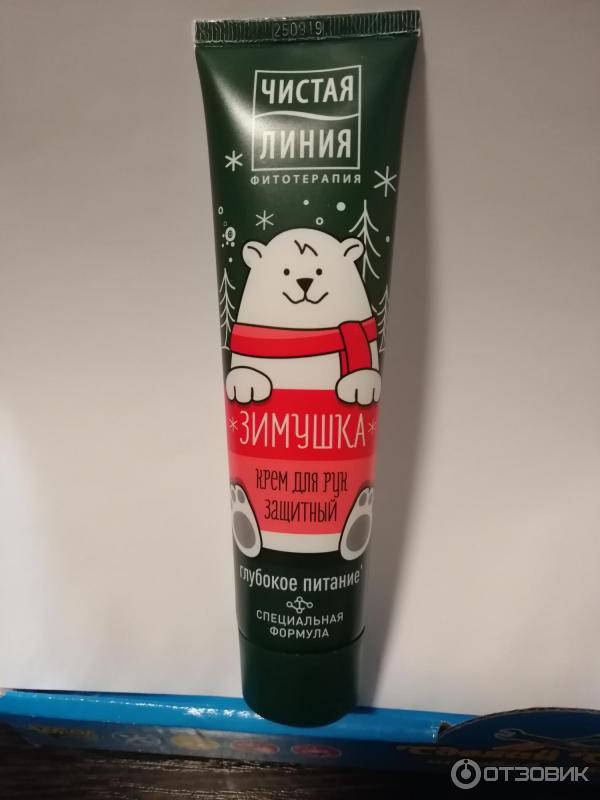 250919
ЧИСТАЯ
ЛИНИЯ
ФИТОТЕРАПИЯ
ЗИМУШКА
КРЕМ ДЛЯ РУК
ЗАЩИТНЫЙ
глубокое питание*
СПЕЦИАЛЬНАЯ
ФОРМУЛА
ОТЗОВИК